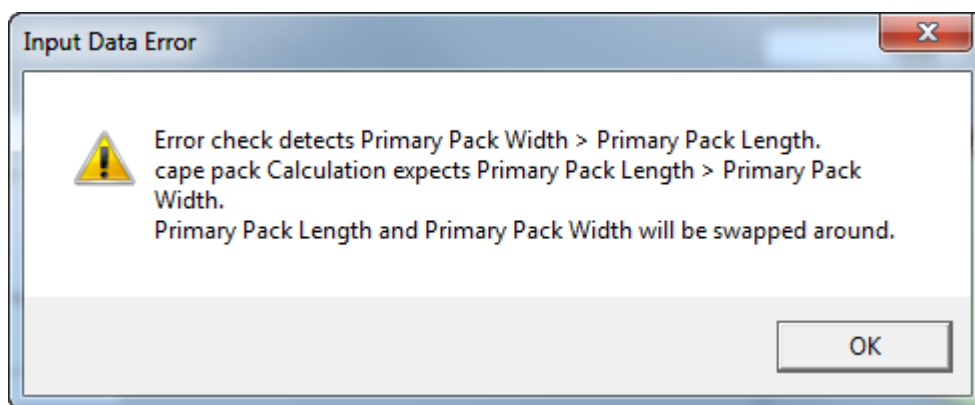 Input Data Error
Error check detects Primary Pack Width > Primary Pack Length.
cape pack Calculation expects Primary Pack Length > Primary Pack
Width.
Primary Pack Length and Primary Pack Width will be swapped around.
OK